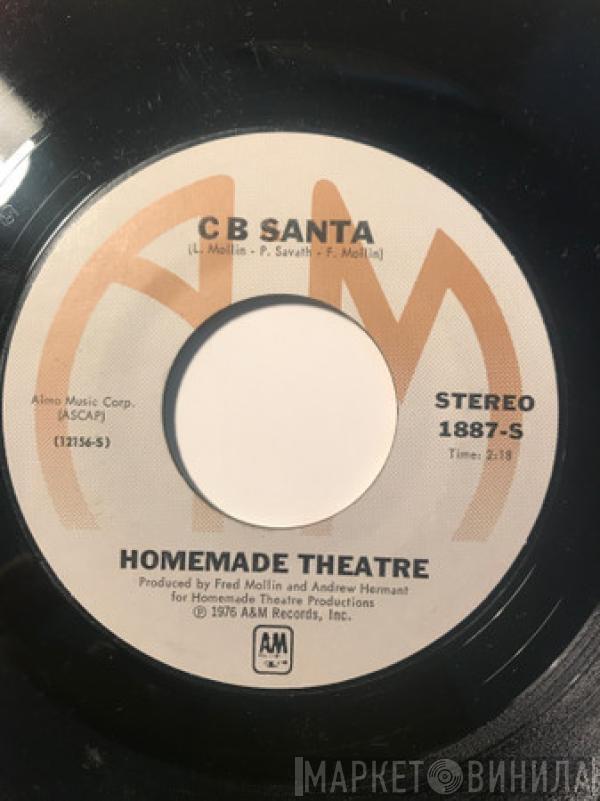 C B SANTA
(L. Mollin - P. Savath - F. Mollin)
Almo Music Corp.
(ASCAP)
(12156-S)
STEREO
1887-S
Time: 2:18
HOMEMADE THEATRE
Produced by Fred Mollin and Andrew Hermant
for Homemade Theatre Productions
℗ 1976 A&M Records, Inc.
AM
МАРКЕТ ВИНИЛА